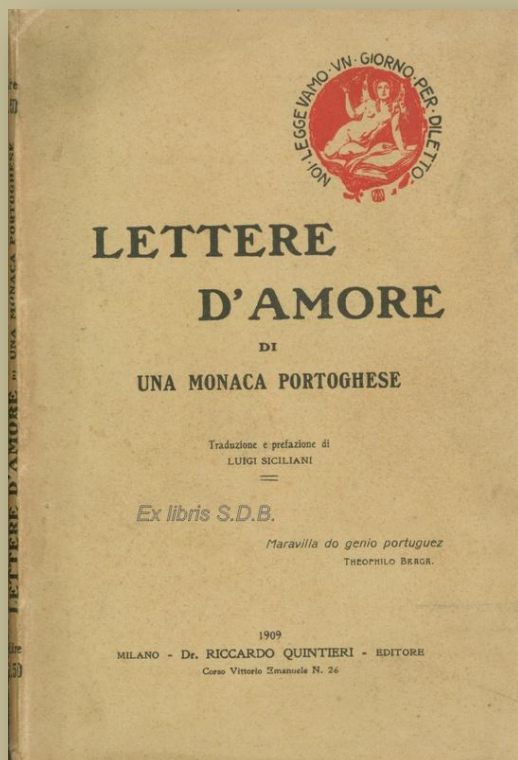 NOI·LEGGEVAMO·VN·GIORNO·PER·DILETTO
LETTERE
D'AMORE
DI
UNA MONACA PORTOGHESE
Traduzione e prefazione di
LUIGI SICILIANI
Ex libris S.D.B.
Maravilla do genio portuguez
THEOPHILO BRAGA.
1909
MILANO - Dr. RICCARDO QUINTIERI - EDITORE
Corso Vittorio Emanuele N. 26
LETTERE D'AMORE DI UNA MONACA PORTOGHESE